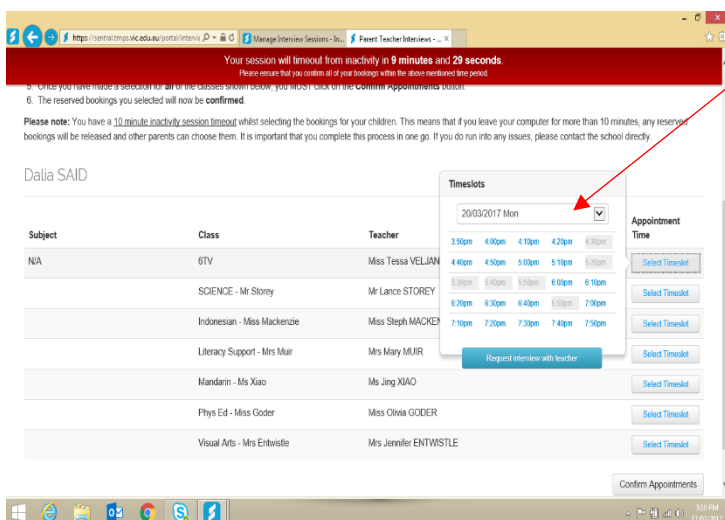 https://sentral.tmps.vic.edu.au/portal/intervie
Manage Interview Sessions - In...
Parent Teacher Interviews - ...
Your session will timeout from inactivity in 9 minutes and 29 seconds.
Please ensure that you confirm all of your bookings within the above mentioned time period.
5. Once you have made a selection for all of the classes shown below, you MUST click on the Confirm Appointments button.
6. The reserved bookings you selected will now be confirmed.
Please note: You have a 10 minute inactivity session timeout whilst selecting the bookings for your children. This means that if you leave your computer for more than 10 minutes, any reserved
bookings will be released and other parents can choose them. It is important that you complete this process in one go. If you do run into any issues, please contact the school directly.
Dalia SAID
Timeslots
20/03/2017 Mon
Subject Class Teacher Appointment Time
3:50pm 4:00pm 4:10pm 4:20pm 4:30pm
N/A 6TV Miss Tessa VELJAN Select Timeslot
4:40pm 4:50pm 5:00pm 5:10pm 5:20pm
5:30pm 5:40pm 5:50pm 6:00pm 6:10pm
SCIENCE - Mr.Storey Mr Lance STOREY Select Timeslot
6:20pm 6:30pm 6:40pm 6:50pm 7:00pm
Indonesian - Miss Mackenzie Miss Steph MACKEN Select Timeslot
7:10pm 7:20pm 7:30pm 7:40pm 7:50pm
Literacy Support - Mrs Muir Mrs Mary MUIR Select Timeslot
Request interview with teacher
Mandarin - Ms Xiao Ms Jing XIAO Select Timeslot
Phys Ed - Miss Goder Miss Olivia GODER Select Timeslot
Visual Arts - Mrs Entwistle Mrs Jennifer ENTWISTLE Select Timeslot
Confirm Appointments